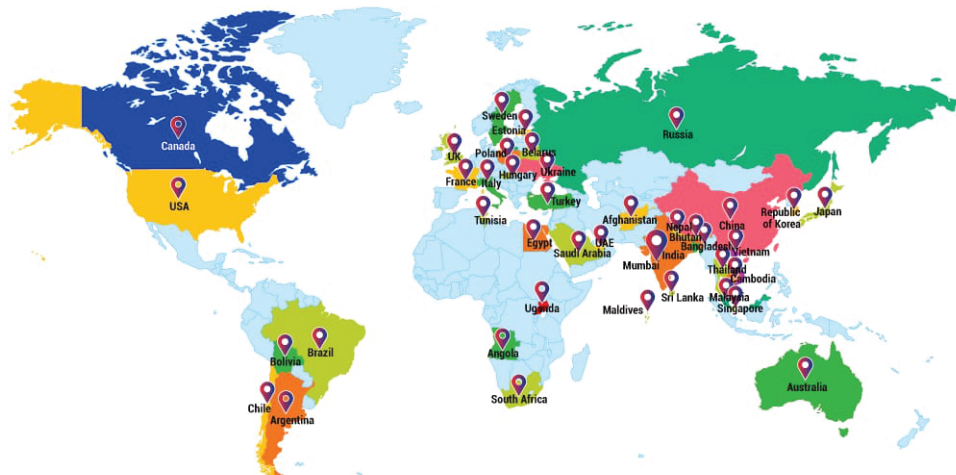 Canada
USA
Sweden
Estonia
UK
Poland
Belarus
Hungary
Ukraine
France
Italy
Turkey
Tunisia
Egypt
Saudi Arabia
UAE
Afghanistan
Russia
Nepal
Bhutan
Bangladesh
India
Mumbai
China
Republic
of Korea
Japan
Vietnam
Thailand
Cambodia
Sri Lanka
Malaysia
Singapore
Maldives
Uganda
Angola
South Africa
Brazil
Bolivia
Chile
Argentina
Australia